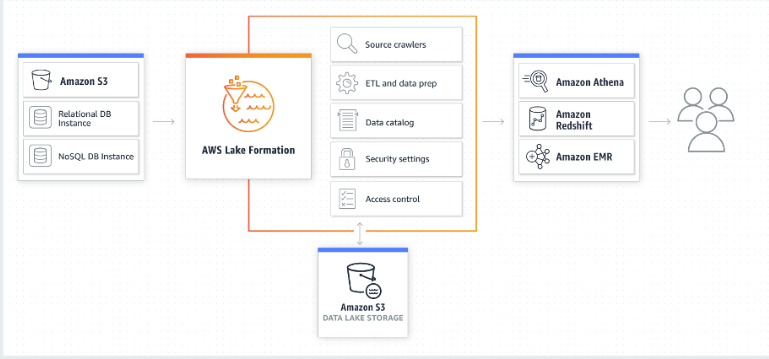 Amazon S3
Relational DB
Instance
NoSQL DB Instance
AWS Lake Formation
Source crawlers
ETL and data prep
Data catalog
Security settings
Access control
Amazon S3
DATA LAKE STORAGE
Amazon Athena
Amazon
Redshift
Amazon EMR